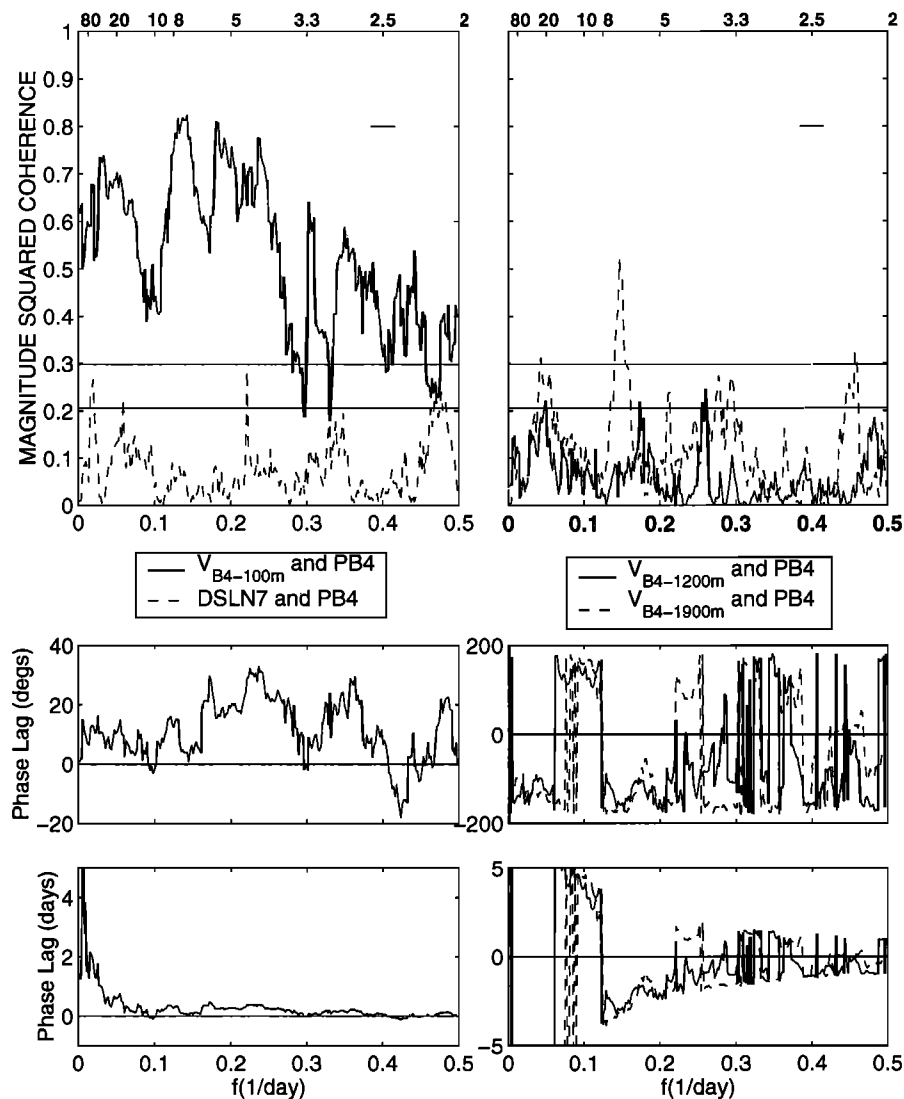 80 20 10 8 5 3.3 2.5 2
80 20 10 8 5 3.3 2.5 2
MAGNITUDE SQUARED COHERENCE
1
0.9
0.8
0.7
0.6
0.5
0.4
0.3
0.2
0.1
0
0 0.1 0.2 0.3 0.4 0.5
0 0.1 0.2 0.3 0.4 0.5
V B4-100m and PB4
DSLN7 and PB4
V B4-1200m and PB4
V B4-1900m and PB4
Phase Lag (degs)
40
20
0
-20
200
0
-200
Phase Lag (days)
4
2
0
5
0
-5
0 0.1 0.2 0.3 0.4 0.5
f(1/day)
0 0.1 0.2 0.3 0.4 0.5
f(1/day)